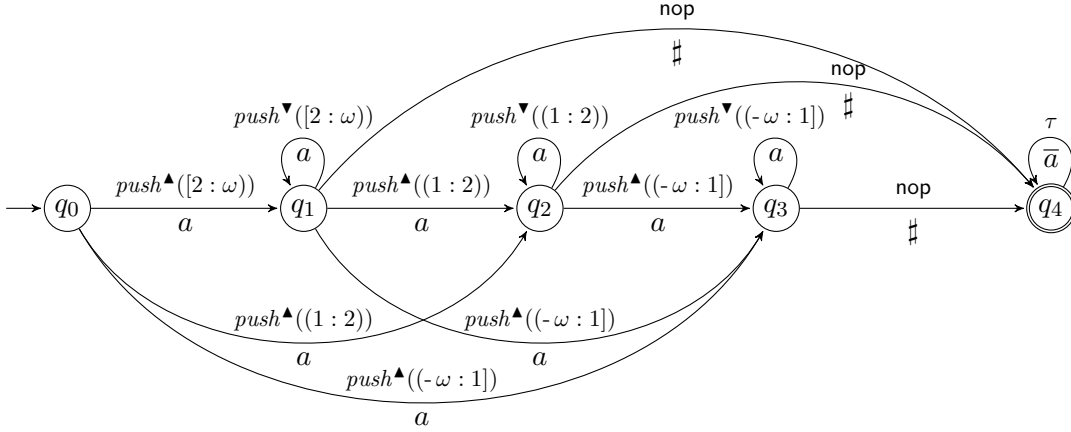 nop
♯
nop
♯
push▼([2 : ω))
a
push▼((1 : 2))
a
push▼((- ω : 1])
a
τ
a̅
push▲([2 : ω))
a
push▲((1 : 2))
a
push▲((- ω : 1])
a
nop
♯
q₀
q₁
q₂
q₃
q₄
push▲((1 : 2))
a
push▲((- ω : 1])
a
push▲((- ω : 1])
a